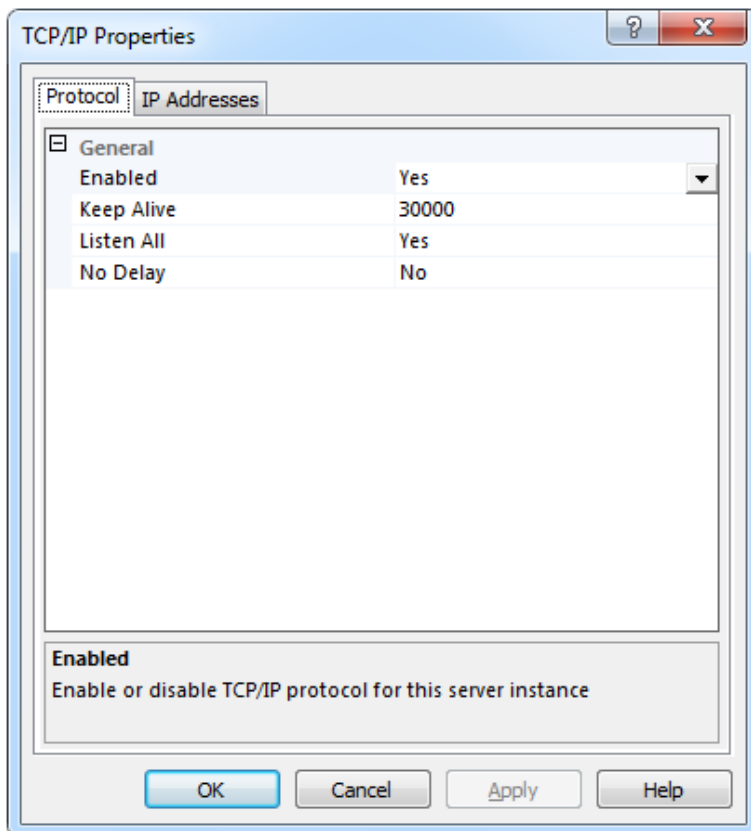 TCP/IP Properties
Protocol IP Addresses
General
Enabled Yes
Keep Alive 30000
Listen All Yes
No Delay No
Enabled
Enable or disable TCP/IP protocol for this server instance
OK Cancel Apply Help